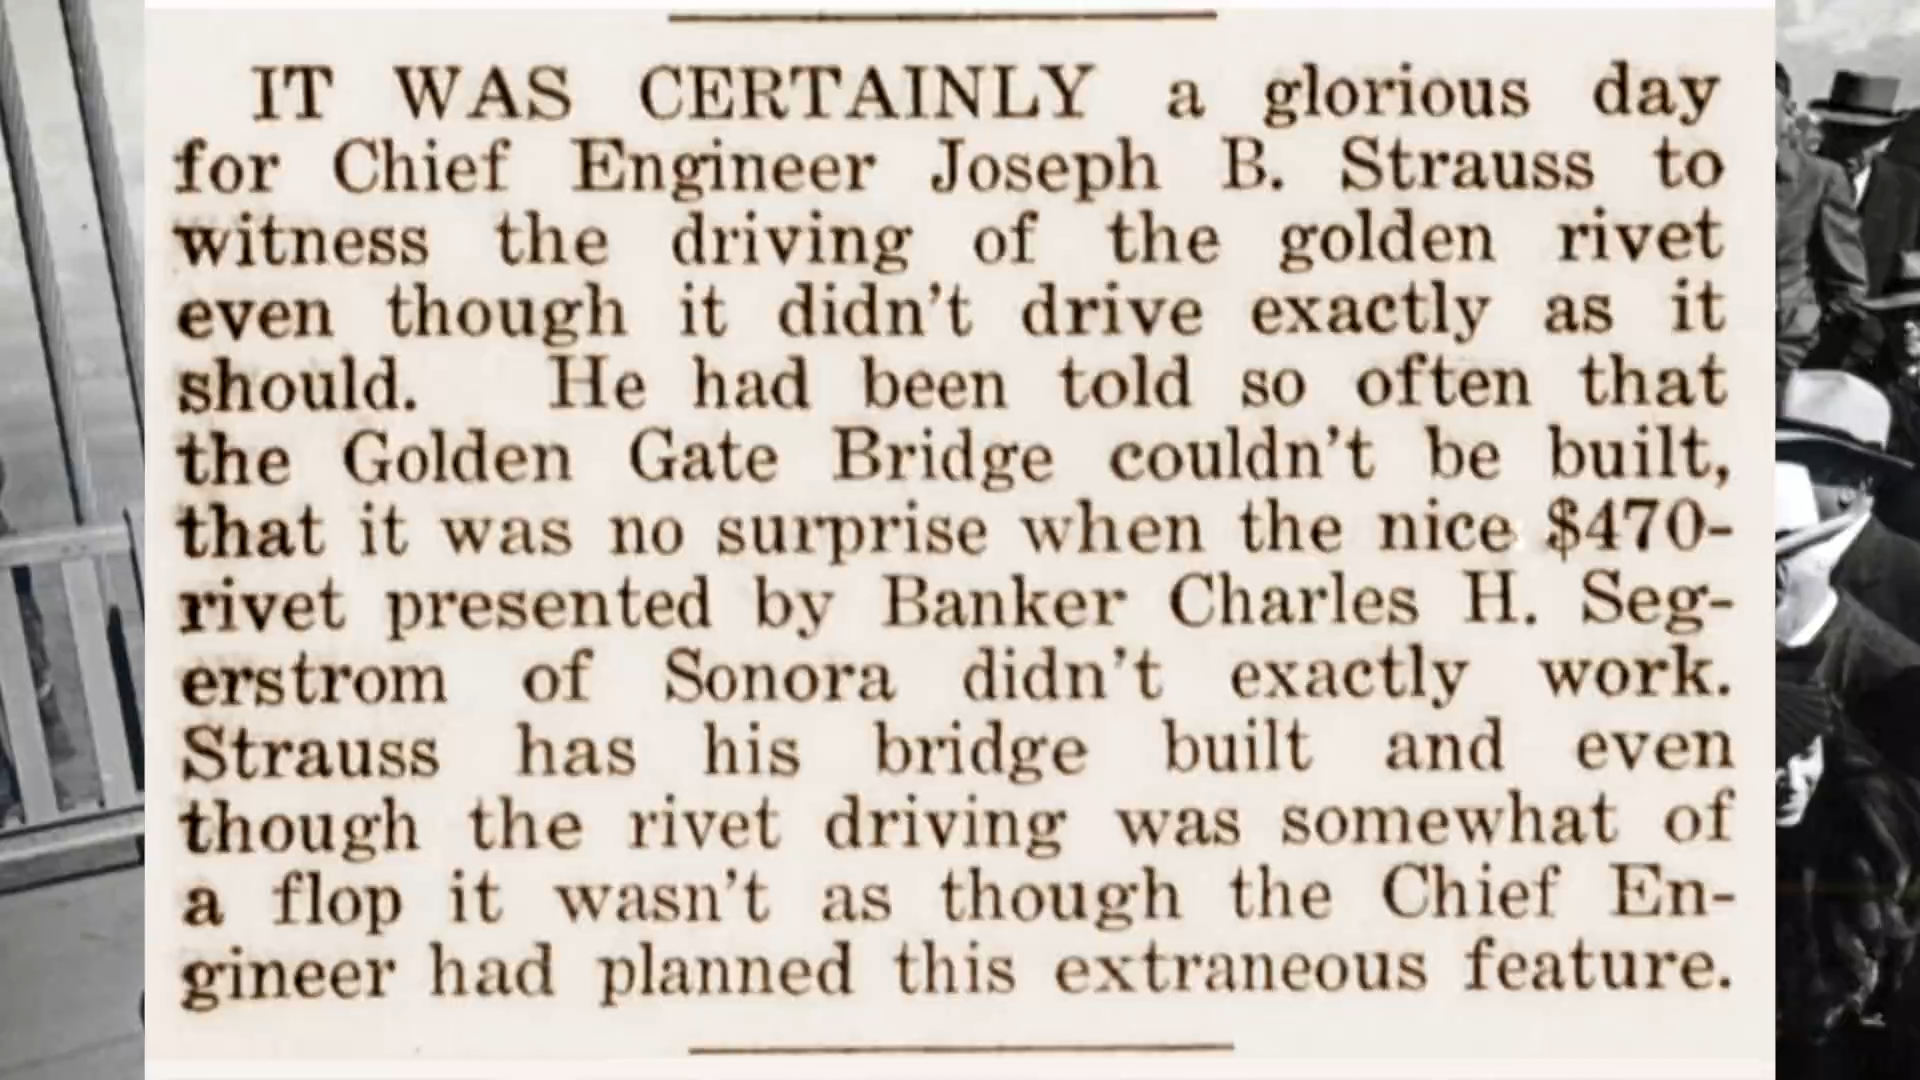 IT WAS CERTAINLY a glorious day
for Chief Engineer Joseph B. Strauss to
witness the driving of the golden rivet
even though it didn't drive exactly as it
should. He had been told so often that
the Golden Gate Bridge couldn't be built,
that it was no surprise when the nice $470-
rivet presented by Banker Charles H. Seg-
erstrom of Sonora didn't exactly work.
Strauss has his bridge built and even
though the rivet driving was somewhat of
a flop it wasn't as though the Chief En-
gineer had planned this extraneous feature.